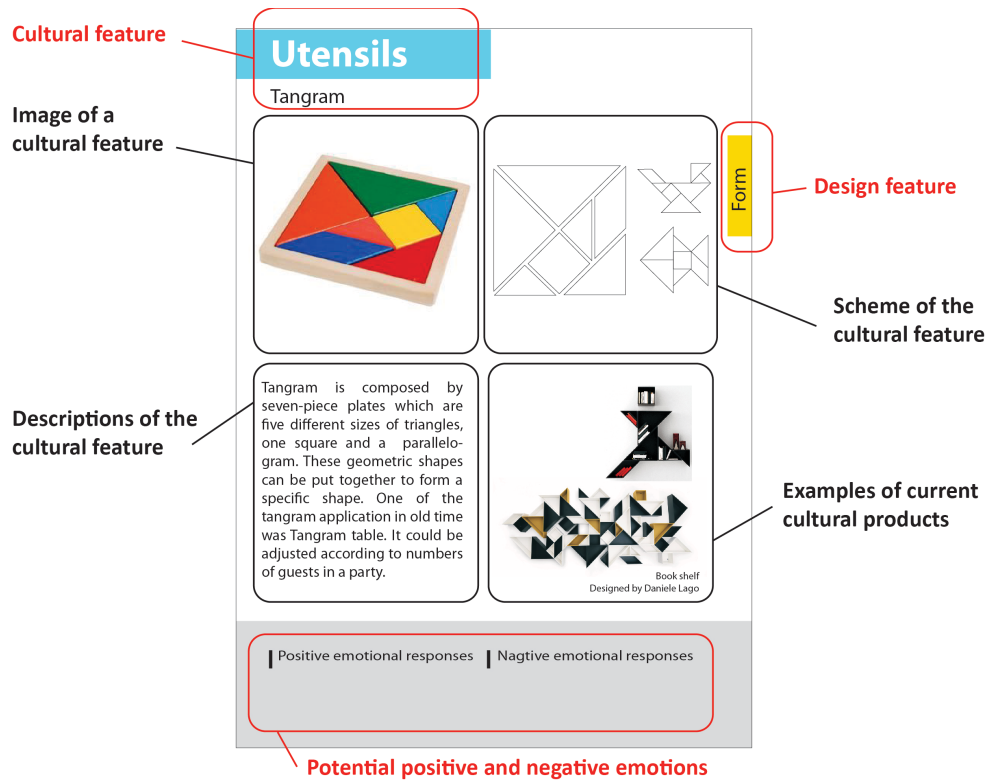 Cultural feature
Utensils
Tangram
Image of a
cultural feature
Form
Design feature
Scheme of the
cultural feature
Descriptions of the
cultural feature
Tangram is composed by
seven-piece plates which are
five different sizes of triangles,
one square and a parallelo-
gram. These geometric shapes
can be put together to form a
specific shape. One of the
tangram application in old time
was Tangram table. It could be
adjusted according to numbers
of guests in a party.
Examples of current
cultural products
Book shelf
Designed by Daniele Lago
Positive emotional responses
Nagtive emotional responses
Potential positive and negative emotions